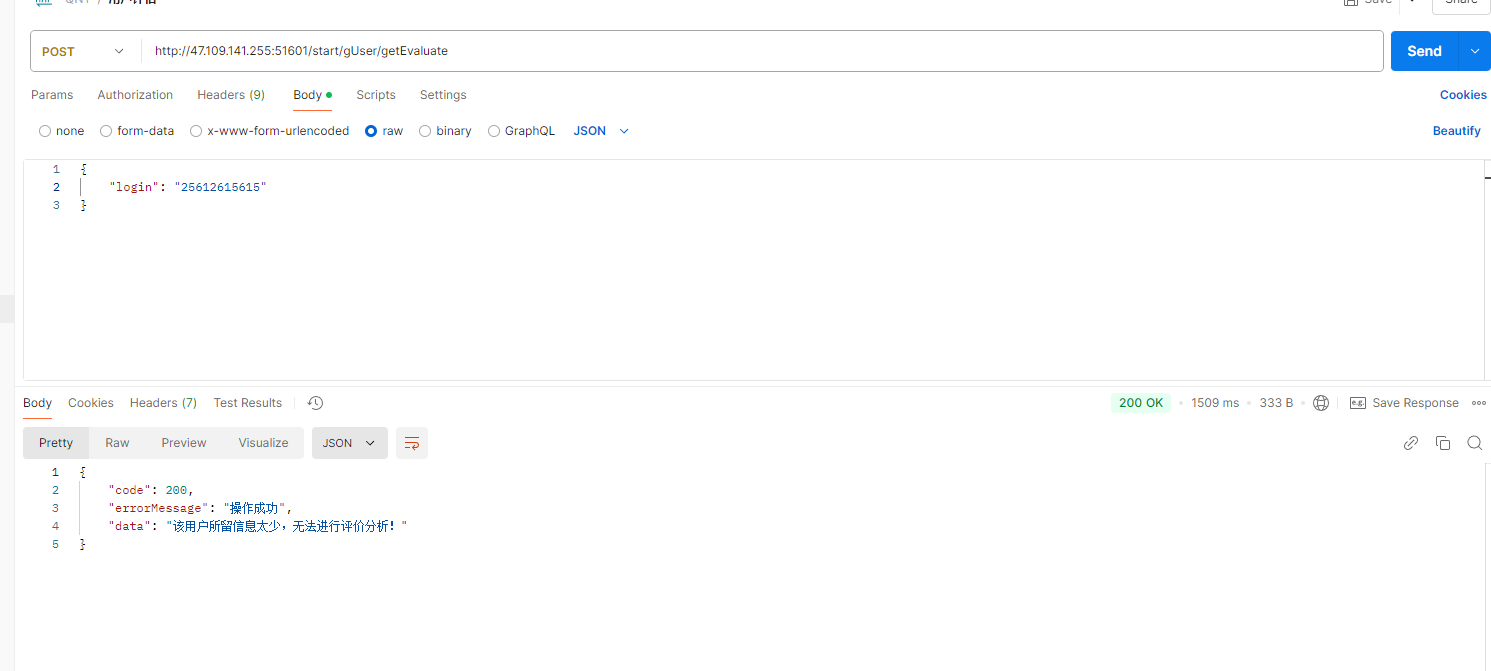 Save
Share
POST http://47.109.141.255:51601/start/gUser/getEvaluate Send
Params Authorization Headers (9) Body Scripts Settings Cookies
none form-data x-www-form-urlencoded raw binary GraphQL JSON Beautify
1 {
2 "login": "25612615615"
3 }
Body Cookies Headers (7) Test Results 200 OK 1509 ms 333 B e.g. Save Response
Pretty Raw Preview Visualize JSON
1 {
2 "code": 200,
3 "errorMessage": "操作成功",
4 "data": "该用户所留信息太少，无法进行评价分析！"
5 }